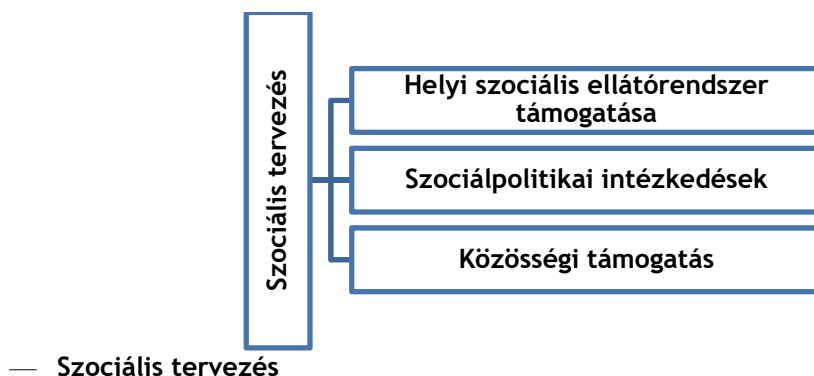 Szociális tervezés
Helyi szociális ellátórendszer
támogatása
Szociálpolitikai intézkedések
Közösségi támogatás
— Szociális tervezés